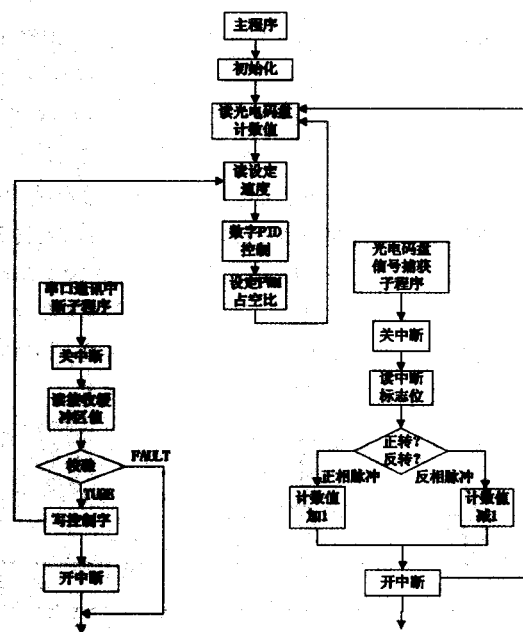 主程序
初始化
读光电码盘
计数值
读设定
速度
数字PID
控制
设定PWM
占空比
串口通讯中
断子程序
关中断
读接收缓
冲区值
校验
FAULT
TURE
写控制字
开中断
光电码盘
信号捕获
子程序
关中断
读中断
标志位
正转？
反转？
正相脉冲
反相脉冲
计数值
加1
计数值
减1
开中断